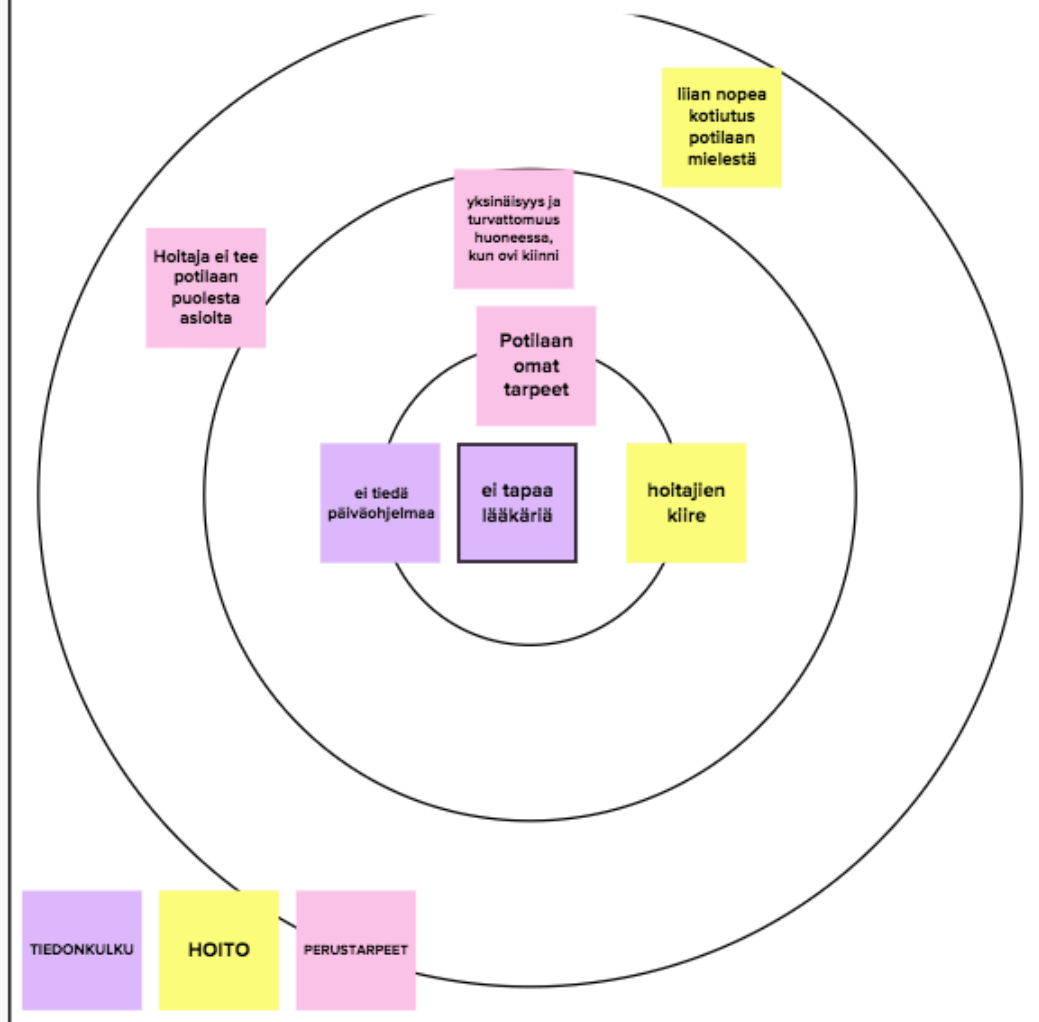 liian nopea
kotiutus
potilaan
mielestä
yksinäisyys ja
turvattomuus
huoneessa,
kun ovi kiinni
Hoitaja ei tee
potilaan
puolesta
asioita
Potilaan
omat
tarpeet
ei tiedä
päiväohjelmaa
ei tapaa
lääkäriä
hoitajien
kiire
TIEDONKULKU
HOITO
PERUSTARPEET